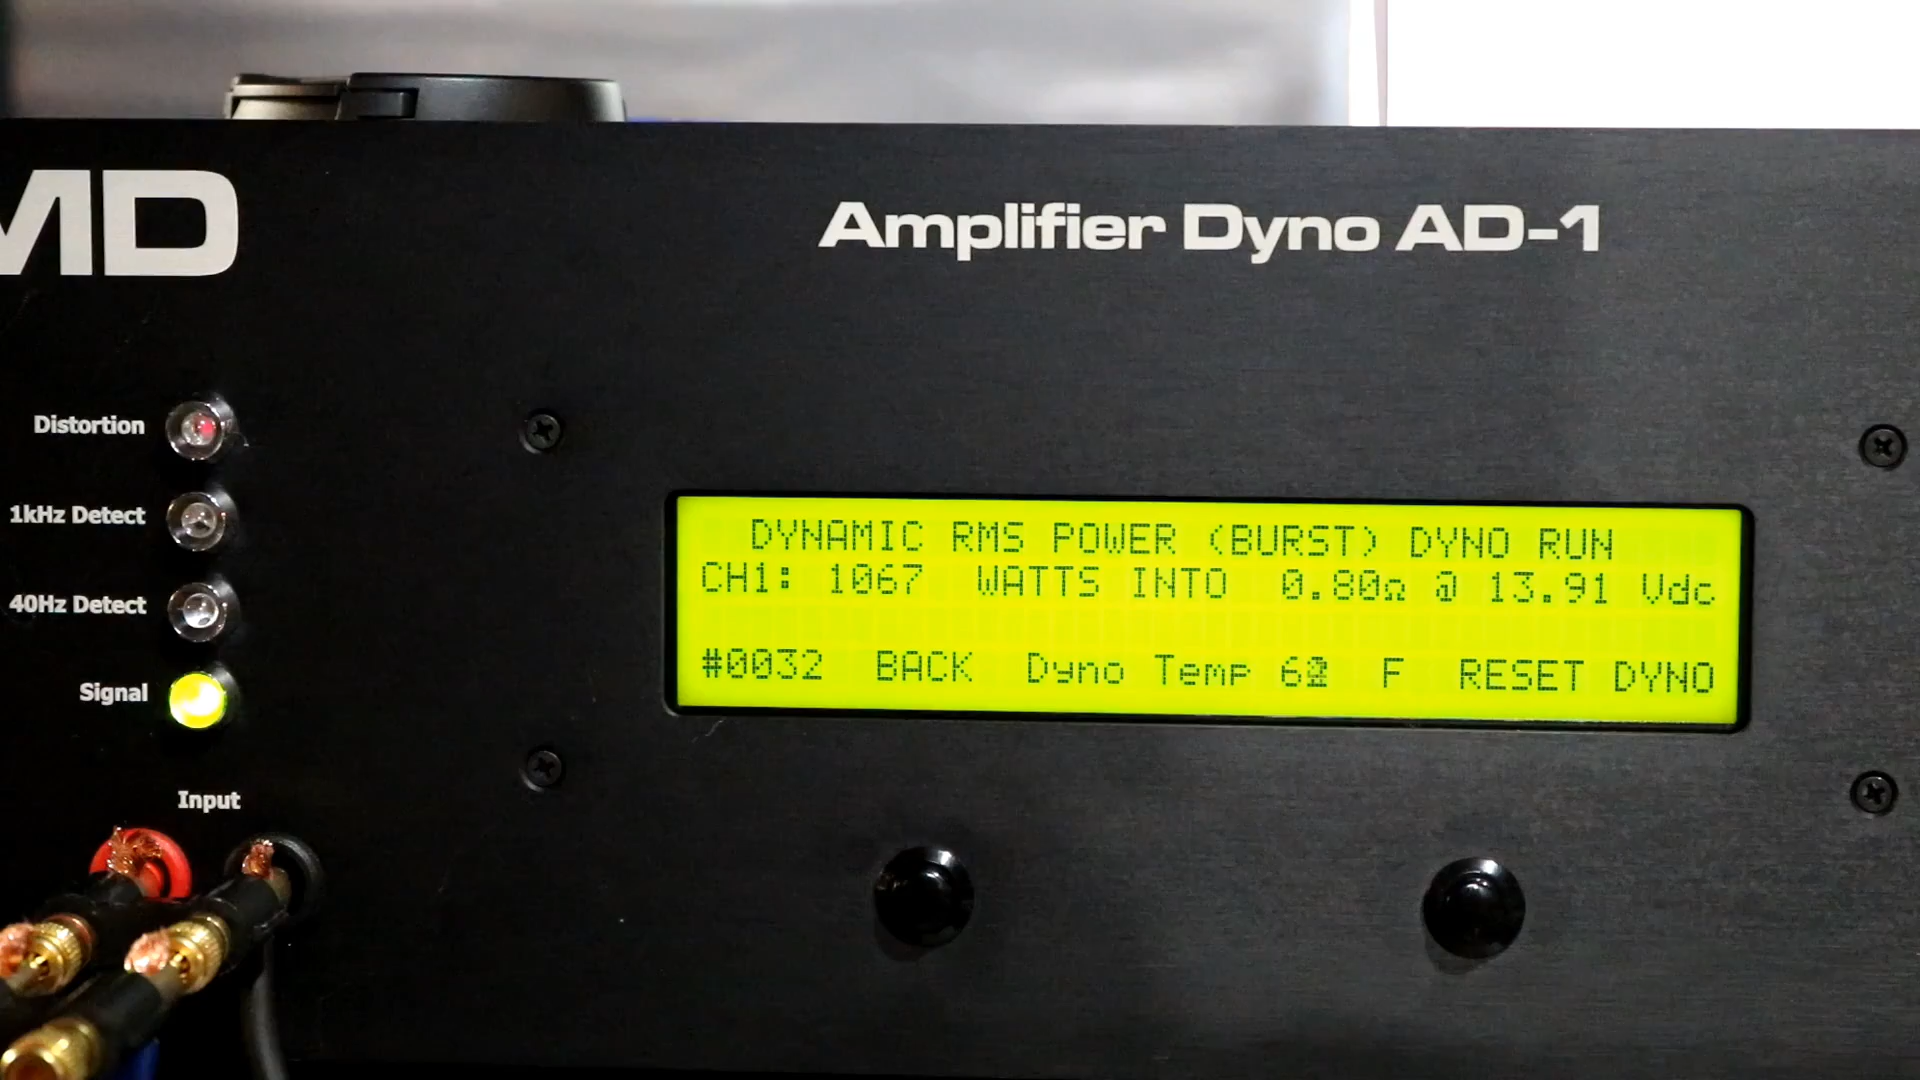 MD
Amplifier Dyno AD-1
Distortion
1kHz Detect
40Hz Detect
Signal
Input
DYNAMIC RMS POWER (BURST) DYNO RUN
CH1: 1067 WATTS INTO 0.80Ω @ 13.91 Vdc
#0032 BACK Dyno Temp F RESET DYNO